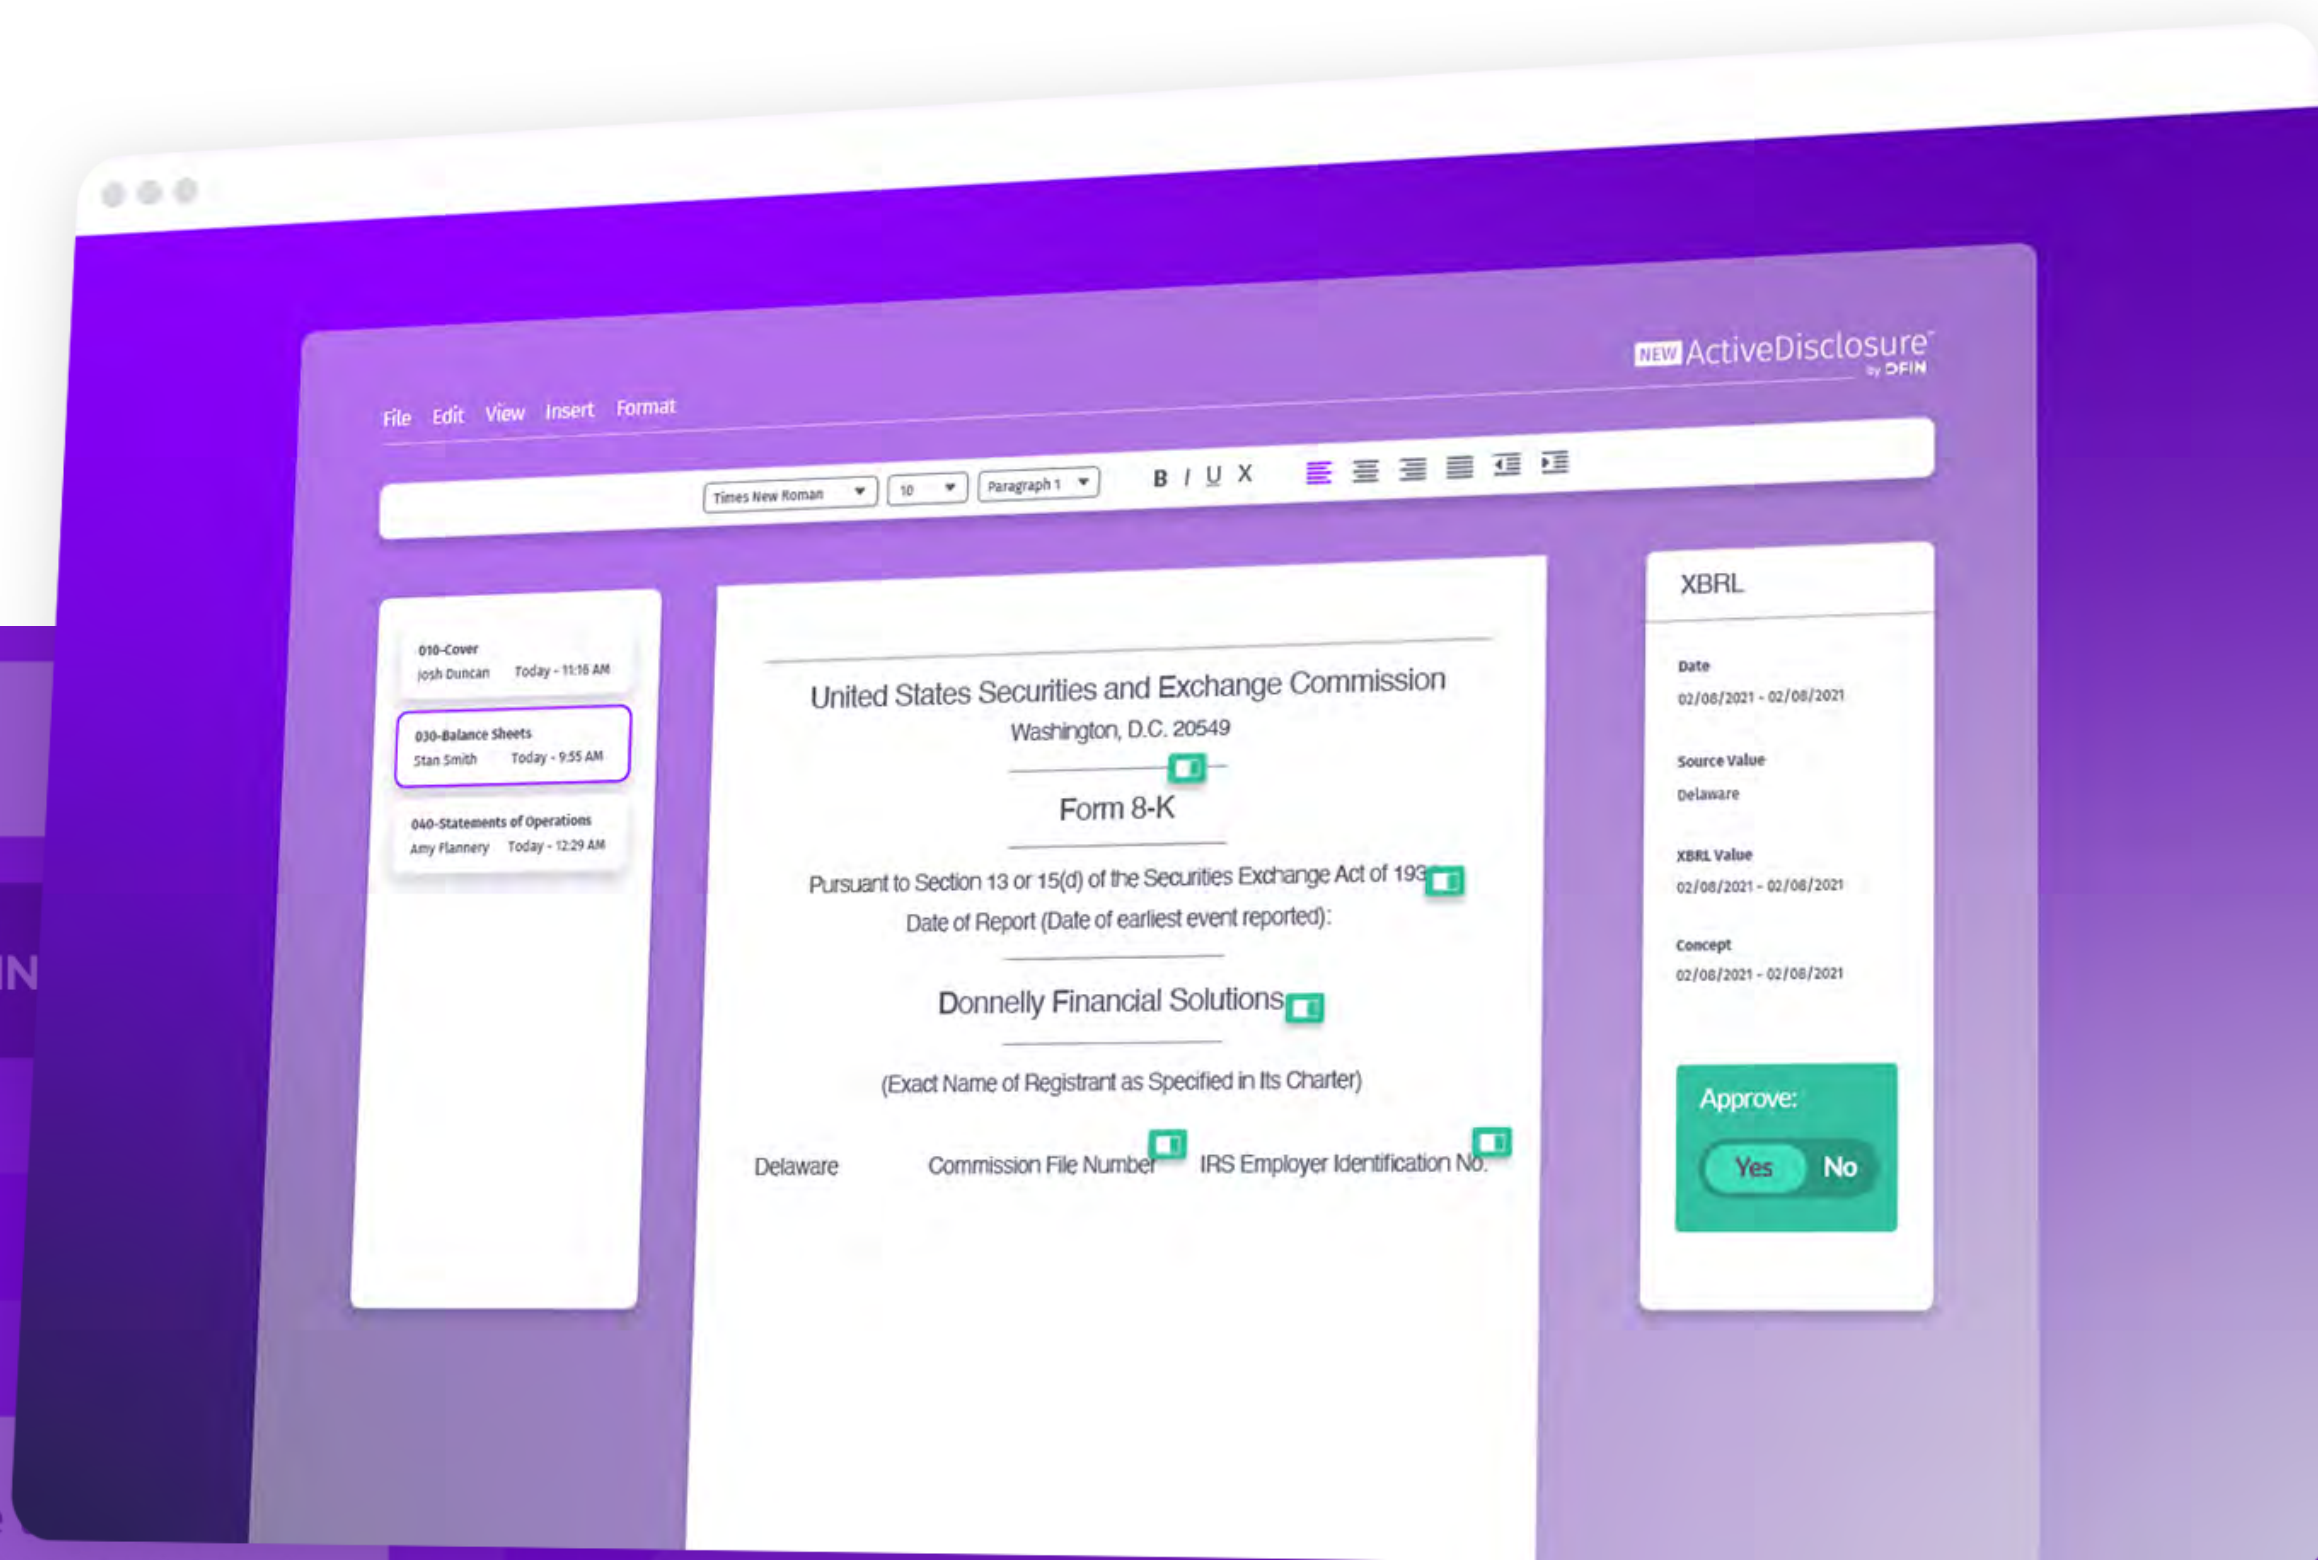 NEW ActiveDisclosure™
by DFIN
File Edit View Insert Format
Times New Roman 10 Paragraph 1 B I U X
010-Cover
Josh Duncan Today - 11:16 AM
030-Balance Sheets
Stan Smith Today - 9:55 AM
040-Statements of Operations
Amy Flannery Today - 12:29 AM
United States Securities and Exchange Commission
Washington, D.C. 20549
Form 8-K
Pursuant to Section 13 or 15(d) of the Securities Exchange Act of 193
Date of Report (Date of earliest event reported):
Donnelly Financial Solutions
(Exact Name of Registrant as Specified in Its Charter)
Delaware Commission File Number IRS Employer Identification No.
XBRL
Date
02/08/2021 - 02/08/2021
Source Value
Delaware
XBRL Value
02/08/2021 - 02/08/2021
Concept
02/08/2021 - 02/08/2021
Approve:
Yes No
IN